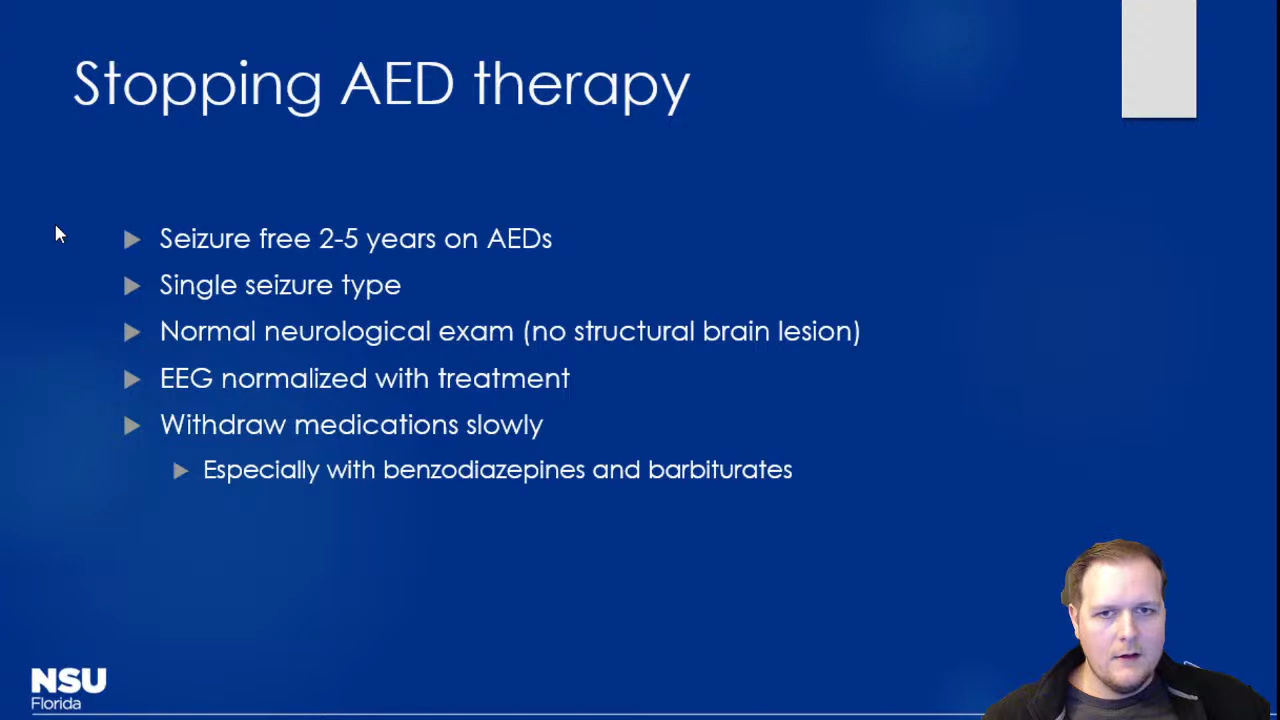 Stopping AED therapy
Seizure free 2-5 years on AEDs
Single seizure type
Normal neurological exam (no structural brain lesion)
EEG normalized with treatment
Withdraw medications slowly
Especially with benzodiazepines and barbiturates
NSU
Florida